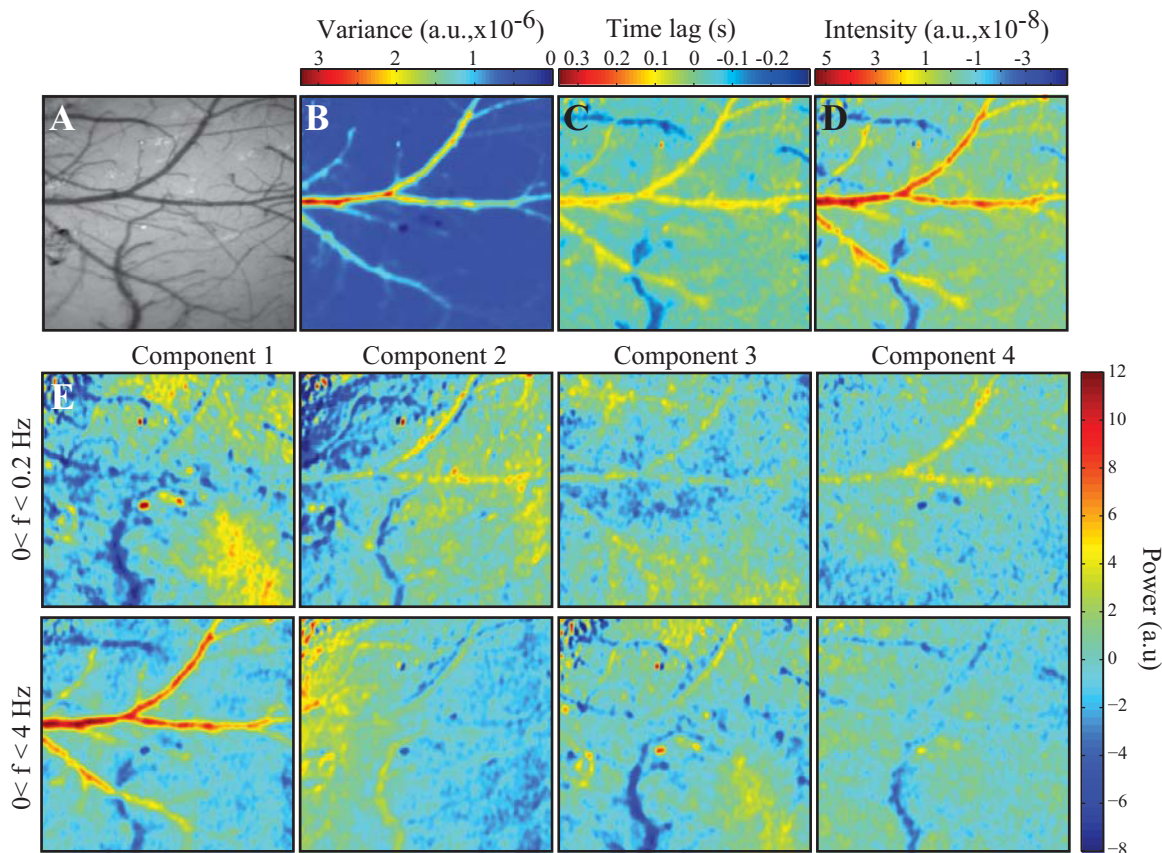 Variance (a.u.,x10-6) Time lag (s) Intensity (a.u.,x10-8)
3 2 1 0 0.3 0.2 0.1 0 -0.1 -0.2 5 3 1 -1 -3
A B C D
Component 1 Component 2 Component 3 Component 4
E
0< f < 0.2 Hz
0< f < 4 Hz
12
10
8
6
4
2
0
−2
−4
−6
−8
Power (a.u)